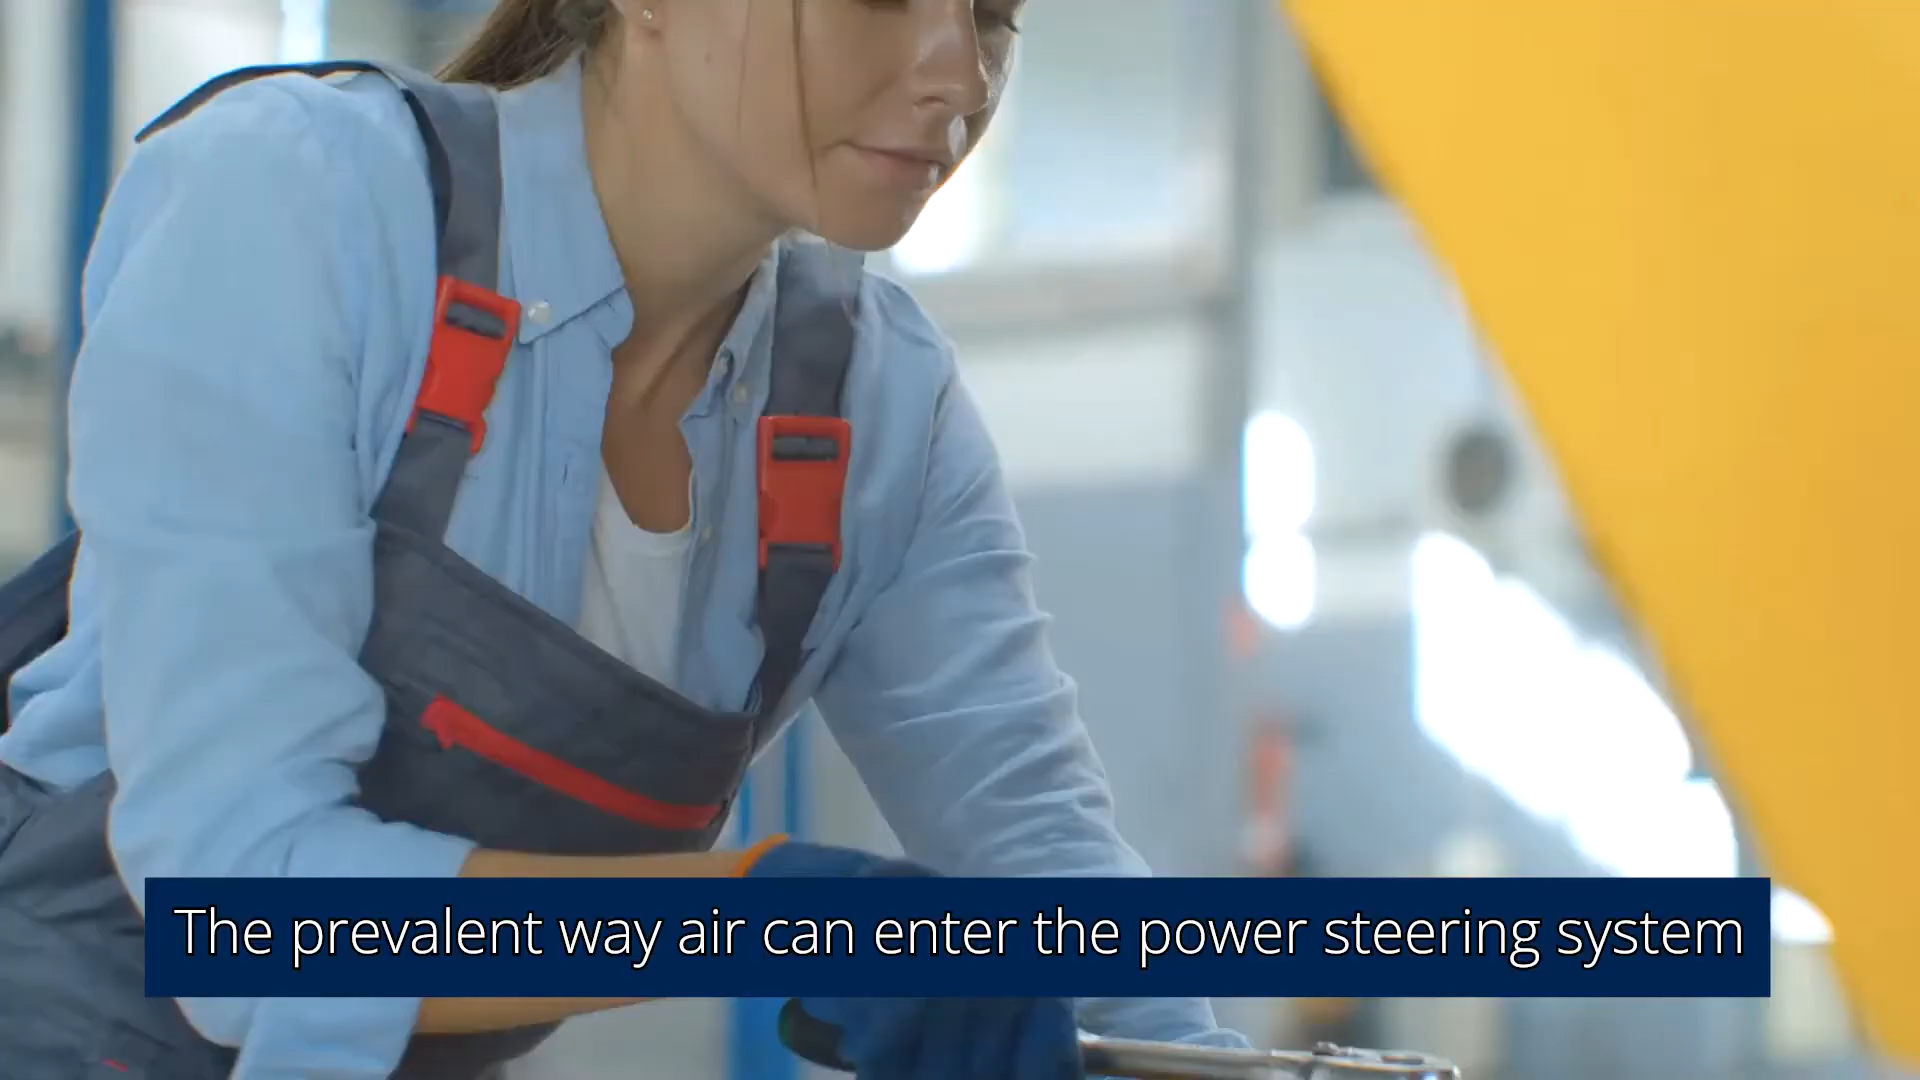 The prevalent way air can enter the power steering system